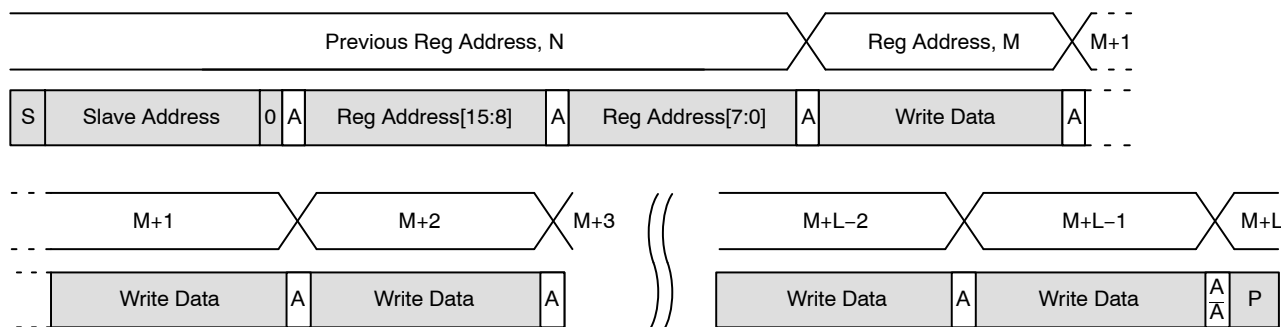 Previous Reg Address, N Reg Address, M M+1
S Slave Address 0 A Reg Address[15:8] A Reg Address[7:0] A Write Data A
M+1 M+2 M+3 M+L−2 M+L−1 M+L
Write Data A Write Data A Write Data A Write Data A/A̅ P